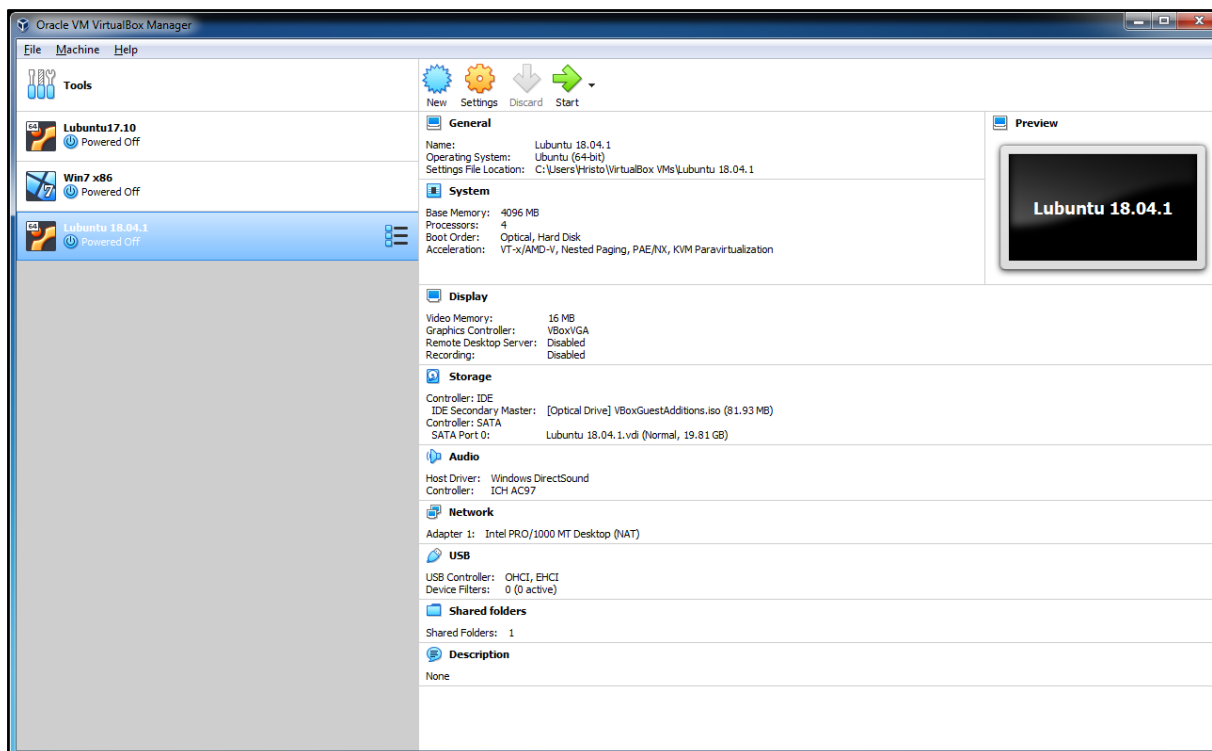 Oracle VM VirtualBox Manager
File Machine Help
Tools
64
Lubuntu17.10
Powered Off
7
Win7 x86
Powered Off
64
Lubuntu 18.04.1
Powered Off
New Settings Discard Start
General
Name: Lubuntu 18.04.1
Operating System: Ubuntu (64-bit)
Settings File Location: C:\Users\Hristo\VirtualBox VMs\Lubuntu 18.04.1
Preview
Lubuntu 18.04.1
System
Base Memory: 4096 MB
Processors: 4
Boot Order: Optical, Hard Disk
Acceleration: VT-x/AMD-V, Nested Paging, PAE/NX, KVM Paravirtualization
Display
Video Memory: 16 MB
Graphics Controller: VBoxVGA
Remote Desktop Server: Disabled
Recording: Disabled
Storage
Controller: IDE
IDE Secondary Master: [Optical Drive] VBoxGuestAdditions.iso (81.93 MB)
Controller: SATA
SATA Port 0: Lubuntu 18.04.1.vdi (Normal, 19.81 GB)
Audio
Host Driver: Windows DirectSound
Controller: ICH AC97
Network
Adapter 1: Intel PRO/1000 MT Desktop (NAT)
USB
USB Controller: OHCI, EHCI
Device Filters: 0 (0 active)
Shared folders
Shared Folders: 1
Description
None